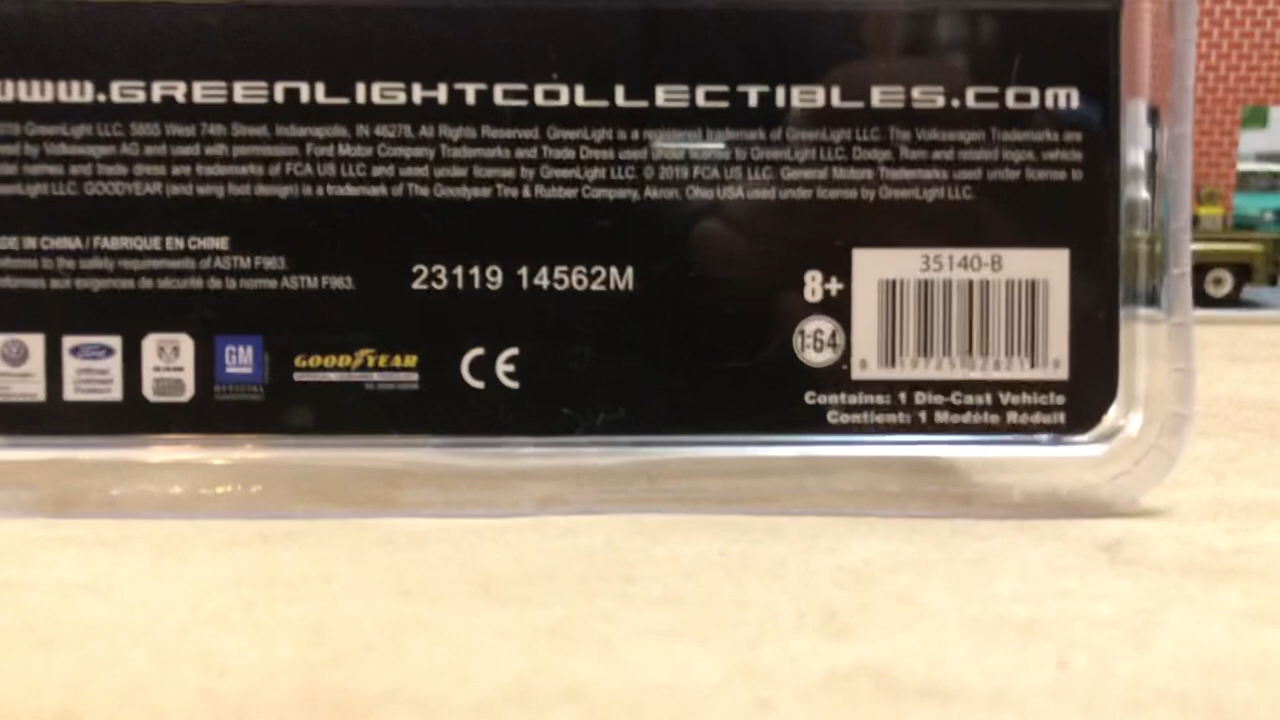 WWW.GREENLIGHTCOLLECTIBLES.COM
GreenLight LLC. 5855 West 74th Street, Indianapolis, IN 46278. All Rights Reserved. GreenLight is a registered trademark of GreenLight LLC. The Volkswagen Trademarks are
by Volkswagen AG and used with permission. Ford Motor Company Trademarks and Trade Dress used under license to GreenLight LLC. Dodge, Ram and related logos, vehicle
names and trade dress are trademarks of FCA US LLC and used under license by GreenLight LLC. © 2019 FCA US LLC. General Motors Trademarks used under license to
LLC. GOODYEAR (and wing foot design) is a trademark of The Goodyear Tire & Rubber Company, Akron, Ohio USA used under license by GreenLight LLC.
IN CHINA / FABRIQUE EN CHINE
to the safety requirements of ASTM F963.
aux exigences de sécurité de la norme ASTM F963.
23119 14562M
8+
1:64
35140-B
Ford
GM
OFFICIAL
GOODYEAR
CE
Contains: 1 Die-Cast Vehicle
Contient: 1 Modèle Réduit